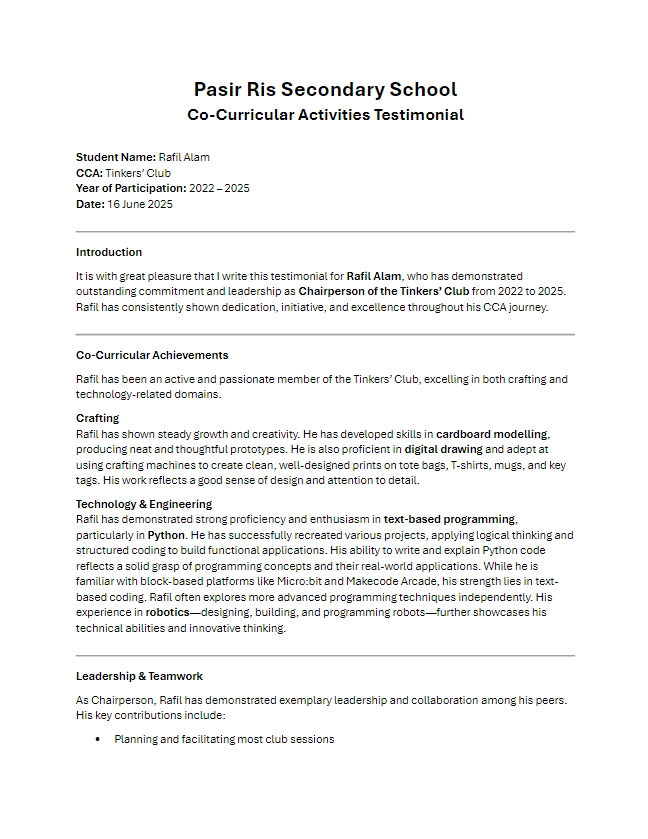 Pasir Ris Secondary School
Co-Curricular Activities Testimonial
Student Name: Rafil Alam
CCA: Tinkers’ Club
Year of Participation: 2022 – 2025
Date: 16 June 2025
Introduction
It is with great pleasure that I write this testimonial for Rafil Alam, who has demonstrated
outstanding commitment and leadership as Chairperson of the Tinkers’ Club from 2022 to 2025.
Rafil has consistently shown dedication, initiative, and excellence throughout his CCA journey.
Co-Curricular Achievements
Rafil has been an active and passionate member of the Tinkers’ Club, excelling in both crafting and
technology-related domains.
Crafting
Rafil has shown steady growth and creativity. He has developed skills in cardboard modelling,
producing neat and thoughtful prototypes. He is also proficient in digital drawing and adept at
using crafting machines to create clean, well-designed prints on tote bags, T-shirts, mugs, and key
tags. His work reflects a good sense of design and attention to detail.
Technology & Engineering
Rafil has demonstrated strong proficiency and enthusiasm in text-based programming,
particularly in Python. He has successfully recreated various projects, applying logical thinking and
structured coding to build functional applications. His ability to write and explain Python code
reflects a solid grasp of programming concepts and their real-world applications. While he is
familiar with block-based platforms like Micro:bit and Makecode Arcade, his strength lies in text-
based coding. Rafil often explores more advanced programming techniques independently. His
experience in robotics—designing, building, and programming robots—further showcases his
technical abilities and innovative thinking.
Leadership & Teamwork
As Chairperson, Rafil has demonstrated exemplary leadership and collaboration among his peers.
His key contributions include:
• Planning and facilitating most club sessions